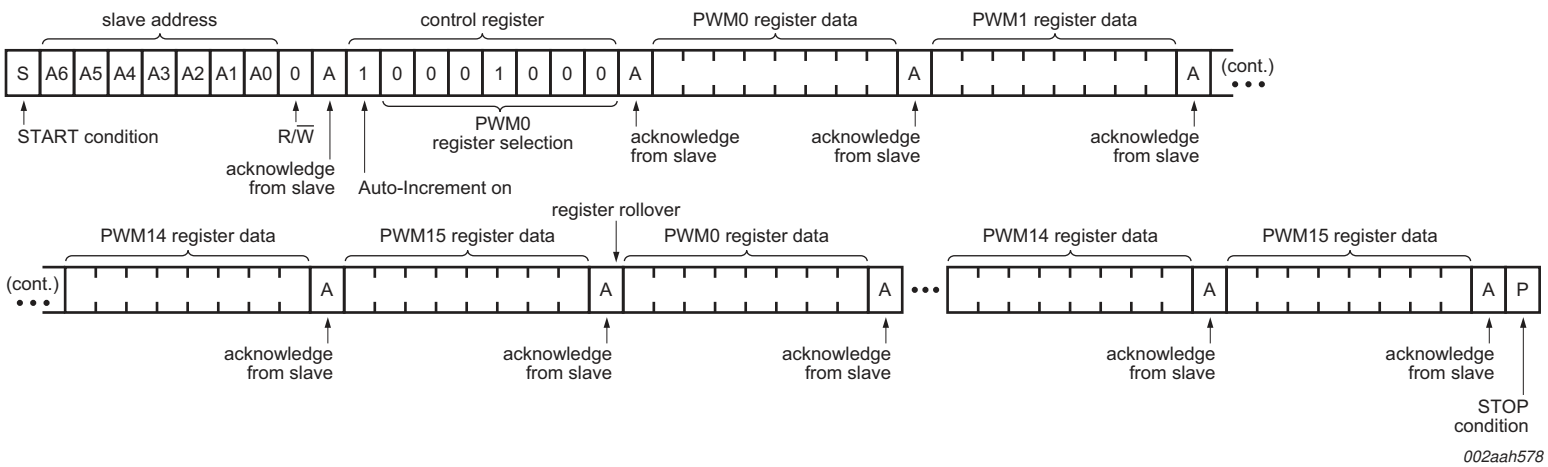 slave address control register PWM0 register data PWM1 register data
S A6 A5 A4 A3 A2 A1 A0 0 A 1 0 0 0 1 0 0 0 A A A (cont.)
START condition R/W̅ PWM0 register selection
acknowledge from slave Auto-Increment on
acknowledge from slave
acknowledge from slave
acknowledge from slave
register rollover
PWM14 register data PWM15 register data PWM0 register data PWM14 register data PWM15 register data
(cont.) A A A A A P
acknowledge from slave
acknowledge from slave
acknowledge from slave
acknowledge from slave
acknowledge from slave
STOP condition
002aah578